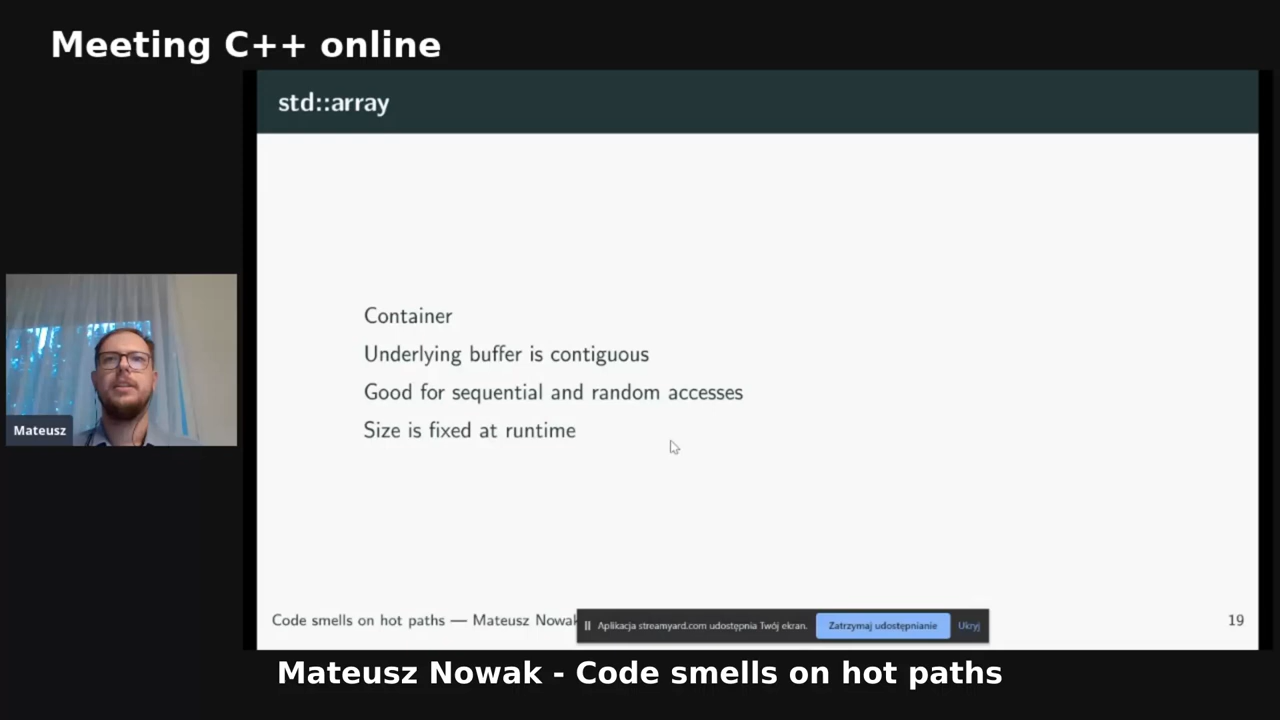 Meeting C++ online
std::array
Container
Underlying buffer is contiguous
Good for sequential and random accesses
Size is fixed at runtime
Mateusz
Code smells on hot paths — Mateusz Nowak
Aplikacja streamyard.com udostępnia Twój ekran.
Zatrzymaj udostępnianie
Ukryj
19
Mateusz Nowak - Code smells on hot paths